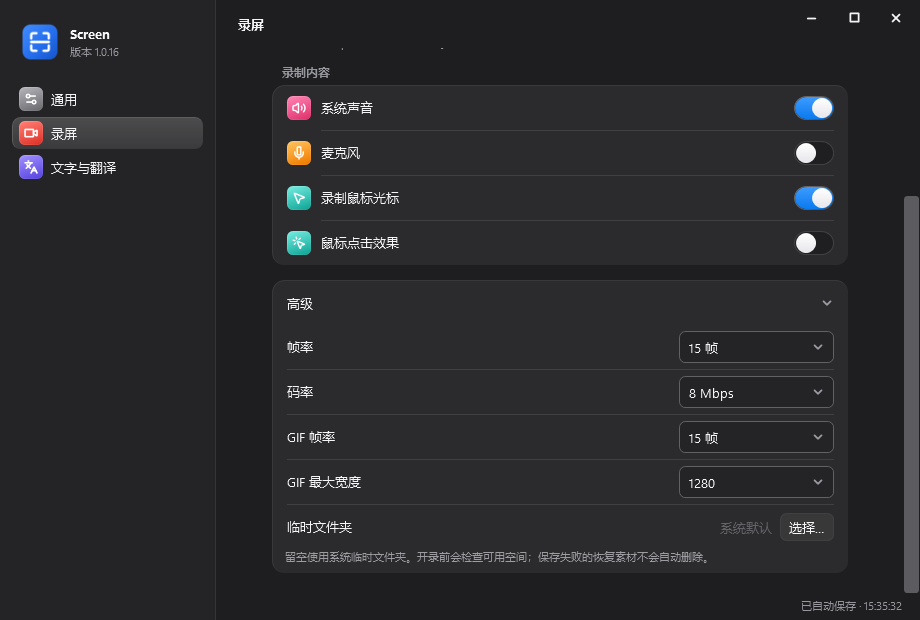 Screen
版本 1.0.16
通用
录屏
文字与翻译
录屏
录制内容
系统声音
麦克风
录制鼠标光标
鼠标点击效果
高级
帧率
15 帧
码率
8 Mbps
GIF 帧率
15 帧
GIF 最大宽度
1280
临时文件夹
系统默认
选择...
留空使用系统临时文件夹。开录前会检查可用空间；保存失败的恢复素材不会自动删除。
已自动保存 · 15:35:32